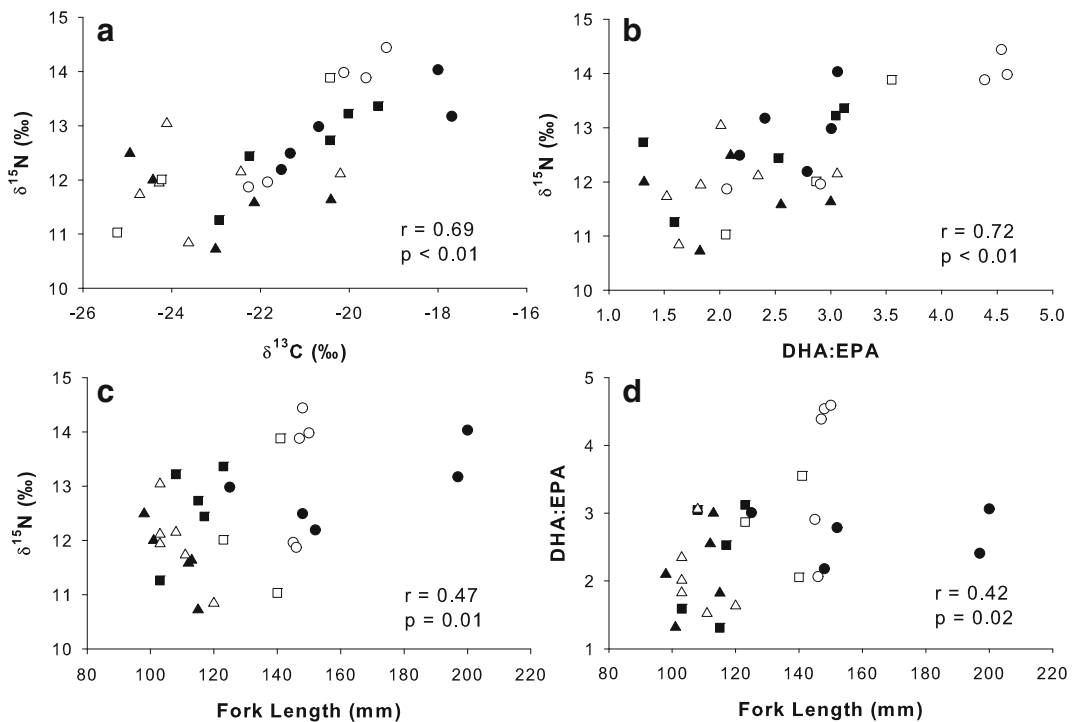 a
15
14
13
12
11
10
δ15N (‰)
-26 -24 -22 -20 -18 -16
δ13C (‰)
r = 0.69
p < 0.01
b
15
14
13
12
11
10
δ15N (‰)
1.0 1.5 2.0 2.5 3.0 3.5 4.0 4.5 5.0
DHA:EPA
r = 0.72
p < 0.01
c
15
14
13
12
11
10
δ15N (‰)
80 100 120 140 160 180 200 220
Fork Length (mm)
r = 0.47
p = 0.01
d
5
4
3
2
1
DHA:EPA
80 100 120 140 160 180 200 220
Fork Length (mm)
r = 0.42
p = 0.02